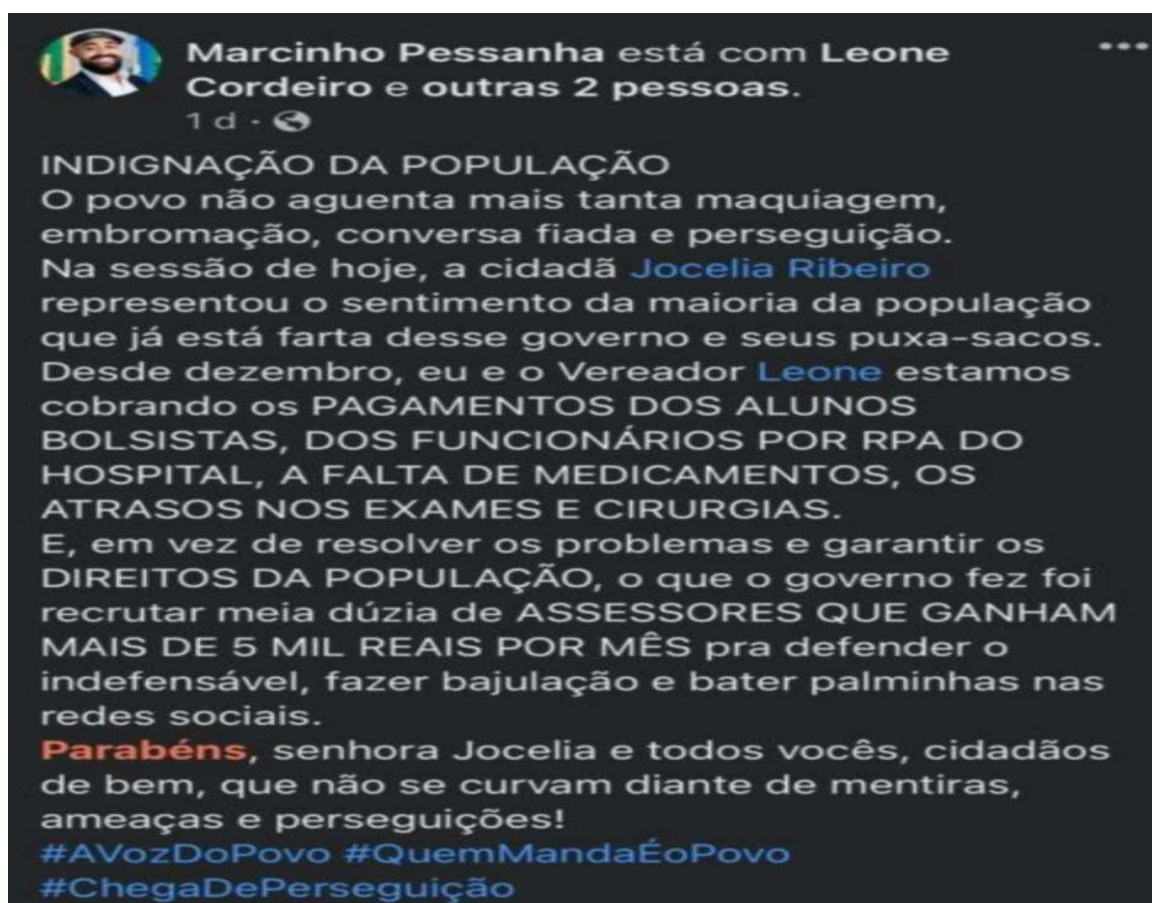 Marcinho Pessanha está com Leone
Cordeiro e outras 2 pessoas.
1 d ·
INDIGNAÇÃO DA POPULAÇÃO
O povo não aguenta mais tanta maquiagem,
embromação, conversa fiada e perseguição.
Na sessão de hoje, a cidadã Jocelia Ribeiro
representou o sentimento da maioria da população
que já está farta desse governo e seus puxa-sacos.
Desde dezembro, eu e o Vereador Leone estamos
cobrando os PAGAMENTOS DOS ALUNOS
BOLSISTAS, DOS FUNCIONÁRIOS POR RPA DO
HOSPITAL, A FALTA DE MEDICAMENTOS, OS
ATRASOS NOS EXAMES E CIRURGIAS.
E, em vez de resolver os problemas e garantir os
DIREITOS DA POPULAÇÃO, o que o governo fez foi
recrutar meia dúzia de ASSESSORES QUE GANHAM
MAIS DE 5 MIL REAIS POR MÊS pra defender o
indefensável, fazer bajulação e bater palminhas nas
redes sociais.
Parabéns, senhora Jocelia e todos vocês, cidadãos
de bem, que não se curvam diante de mentiras,
ameaças e perseguições!
#AVozDoPovo #QuemMandaÉoPovo
#ChegaDePerseguição